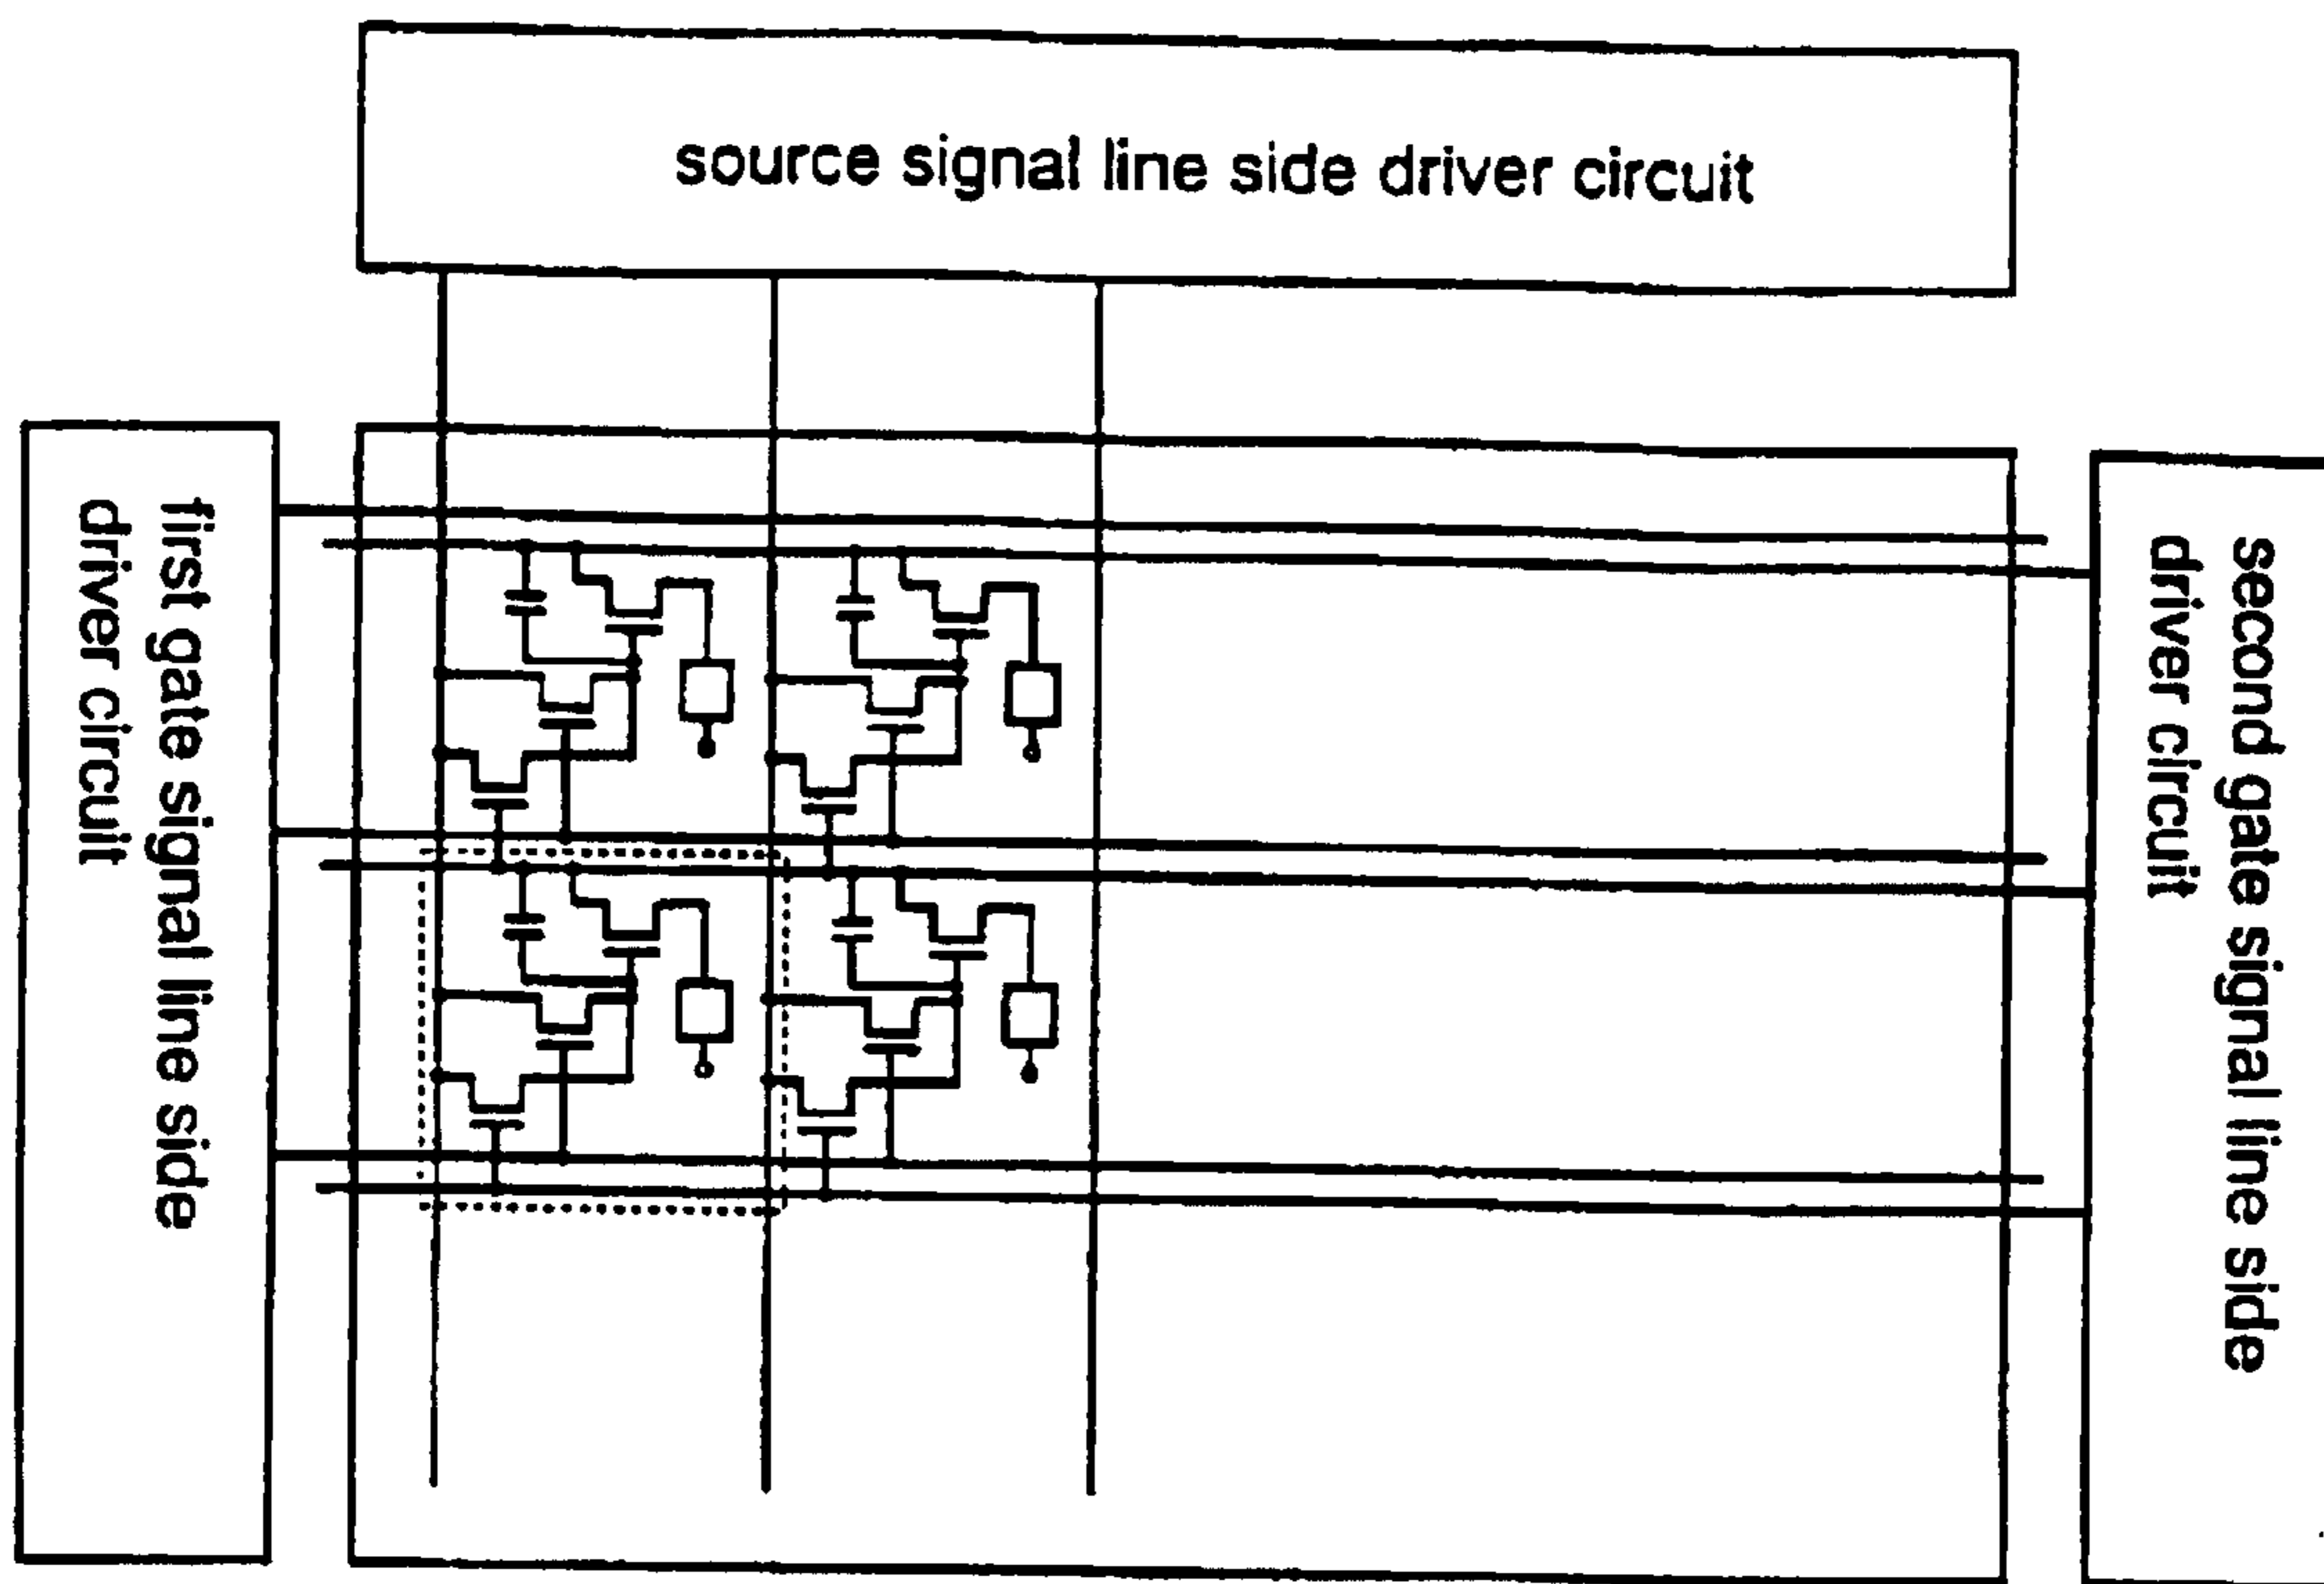 source signal line side driver circuit
first gate signal line side
driver circuit
second gate signal line side
driver circuit